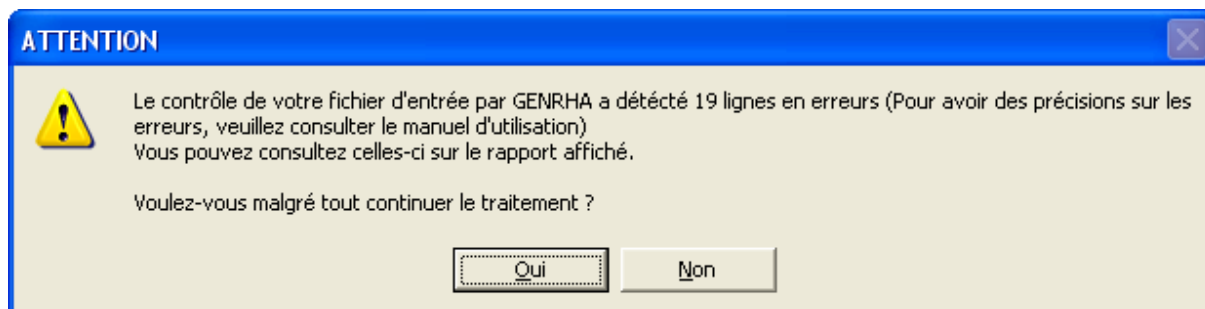 ATTENTION
Le contrôle de votre fichier d'entrée par GENRHA a détécté 19 lignes en erreurs (Pour avoir des précisions sur les
erreurs, veuillez consulter le manuel d'utilisation)
Vous pouvez consultez celles-ci sur le rapport affiché.
Voulez-vous malgré tout continuer le traitement ?
Oui Non